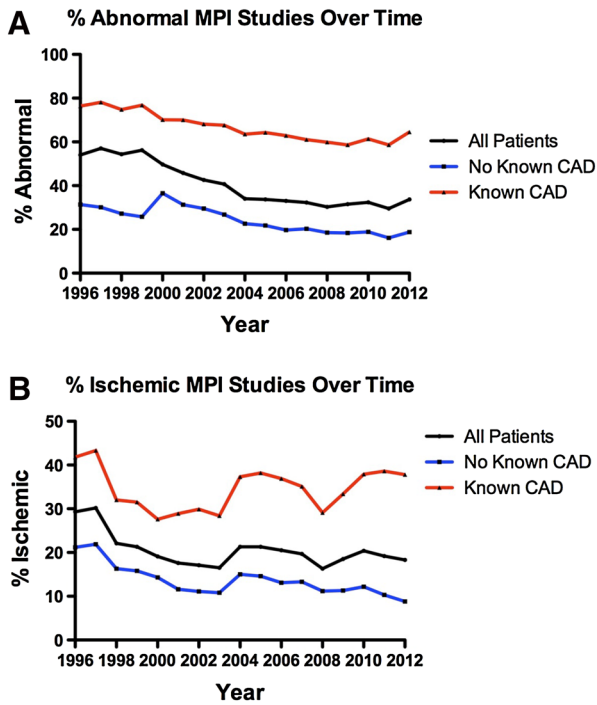 A
% Abnormal MPI Studies Over Time
% Abnormal
100
80
60
40
20
0
1996 1998 2000 2002 2004 2006 2008 2010 2012
Year
All Patients
No Known CAD
Known CAD
B
% Ischemic MPI Studies Over Time
% Ischemic
50
40
30
20
10
0
1996 1998 2000 2002 2004 2006 2008 2010 2012
Year
All Patients
No Known CAD
Known CAD